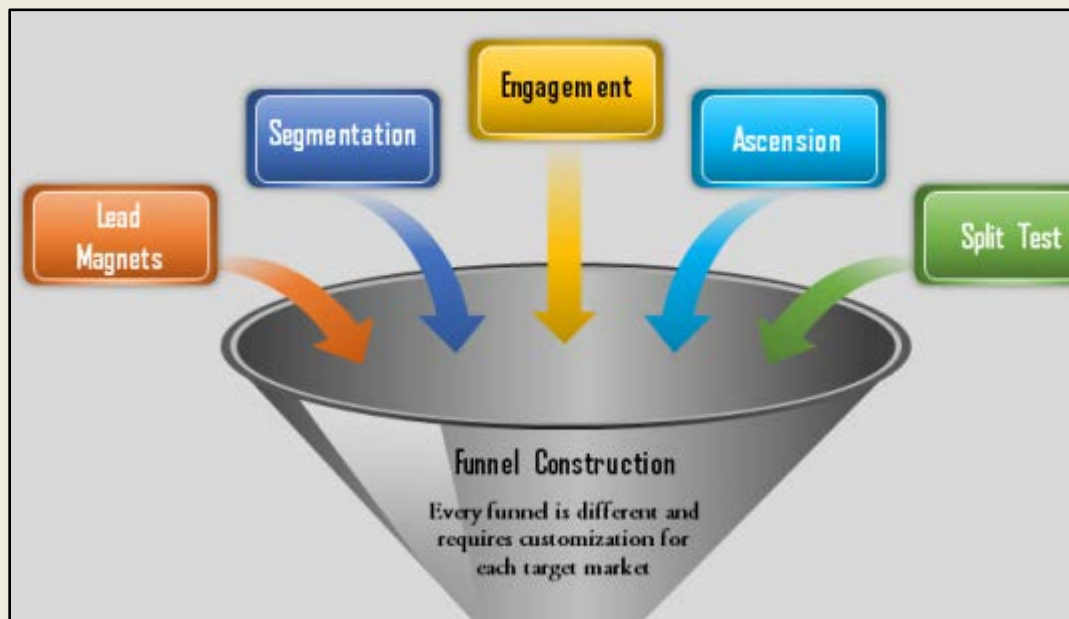 Engagement
Segmentation
Ascension
Lead
Magnets
Split Test
Funnel Construction
Every funnel is different and
requires customization for
each target market